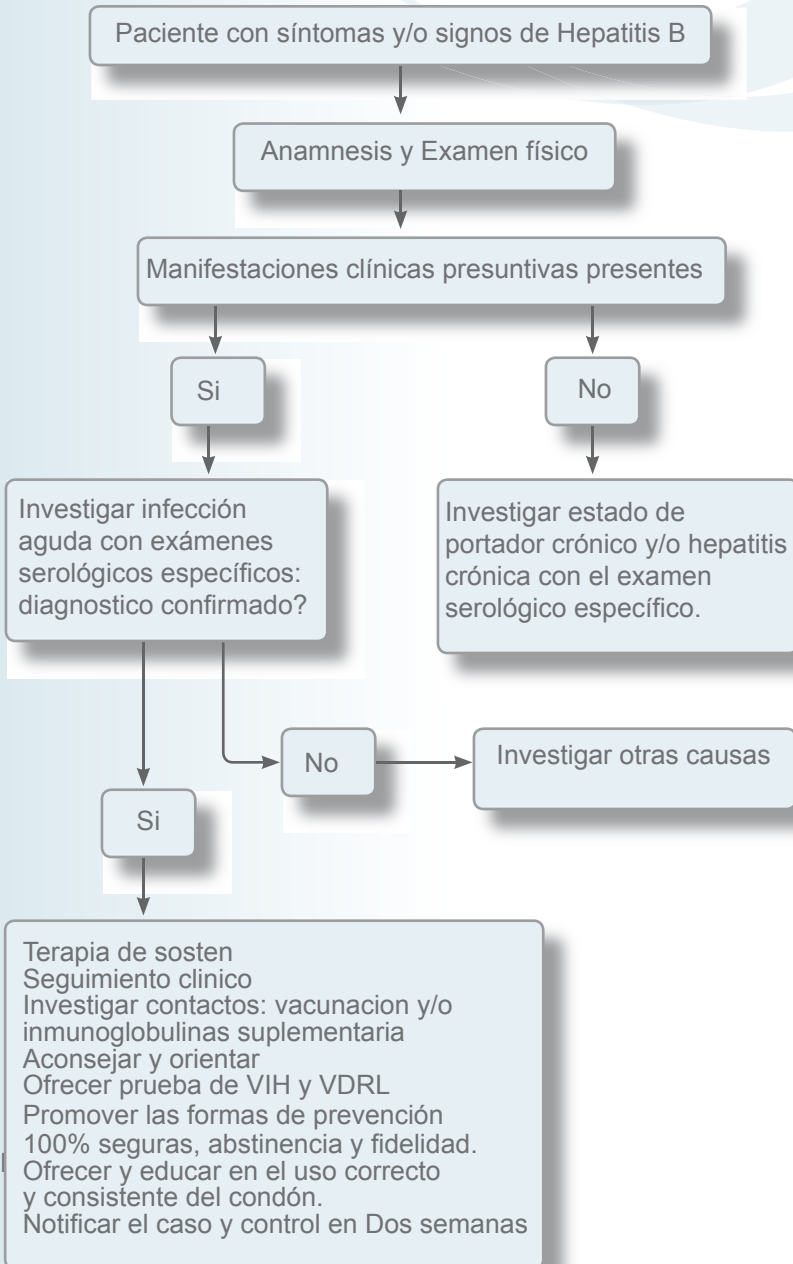 Paciente con síntomas y/o signos de Hepatitis B
Anamnesis y Examen físico
Manifestaciones clínicas presuntivas presentes
Si
No
Investigar infección
aguda con exámenes
serológicos específicos:
diagnostico confirmado?
Investigar estado de
portador crónico y/o hepatitis
crónica con el examen
serológico específico.
No
Investigar otras causas
Si
Terapia de sosten
Seguimiento clinico
Investigar contactos: vacunacion y/o
inmunoglobulinas suplementaria
Aconsejar y orientar
Ofrecer prueba de VIH y VDRL
Promover las formas de prevención
100% seguras, abstinencia y fidelidad.
Ofrecer y educar en el uso correcto
y consistente del condón.
Notificar el caso y control en Dos semanas